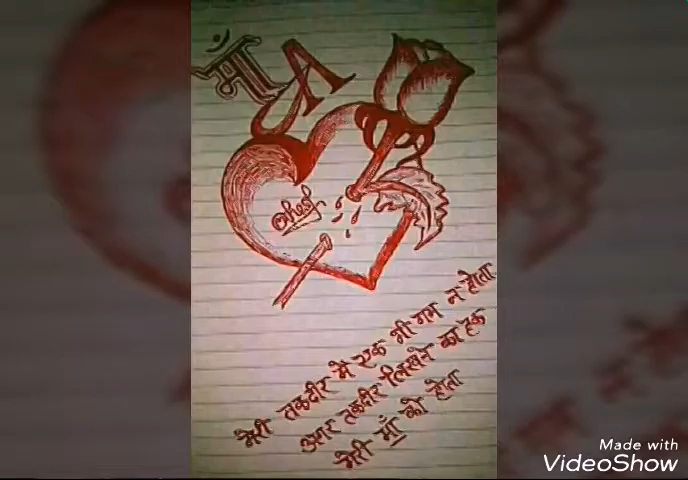 माँ A
मेरी तकदीर मे एक भी गम न होता
अगर तकदीर लिखने का हक
मेरी माँ को होता
Made with
VideoShow